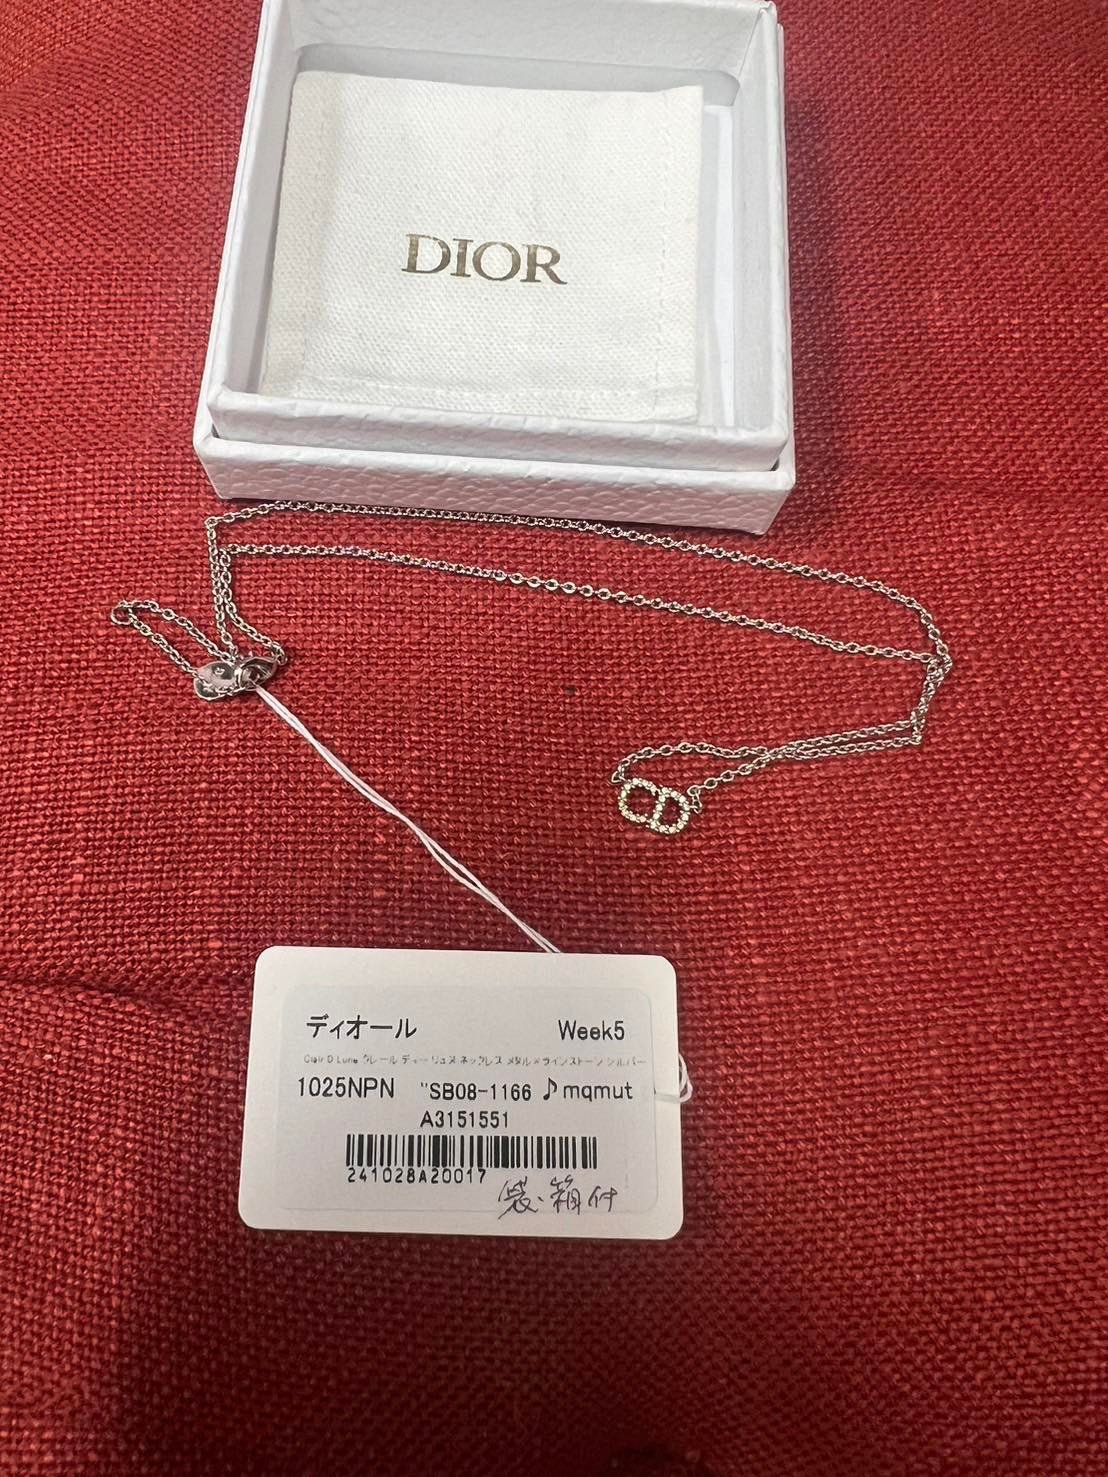 DIOR
ディオール Week5
Clair D Lune クレール ディー リュヌ ネックレス メタル×ラインストーン シルバー
1025NPN "SB08-1166 ♪mqmut
A3151551
241028A20017
袋・箱付